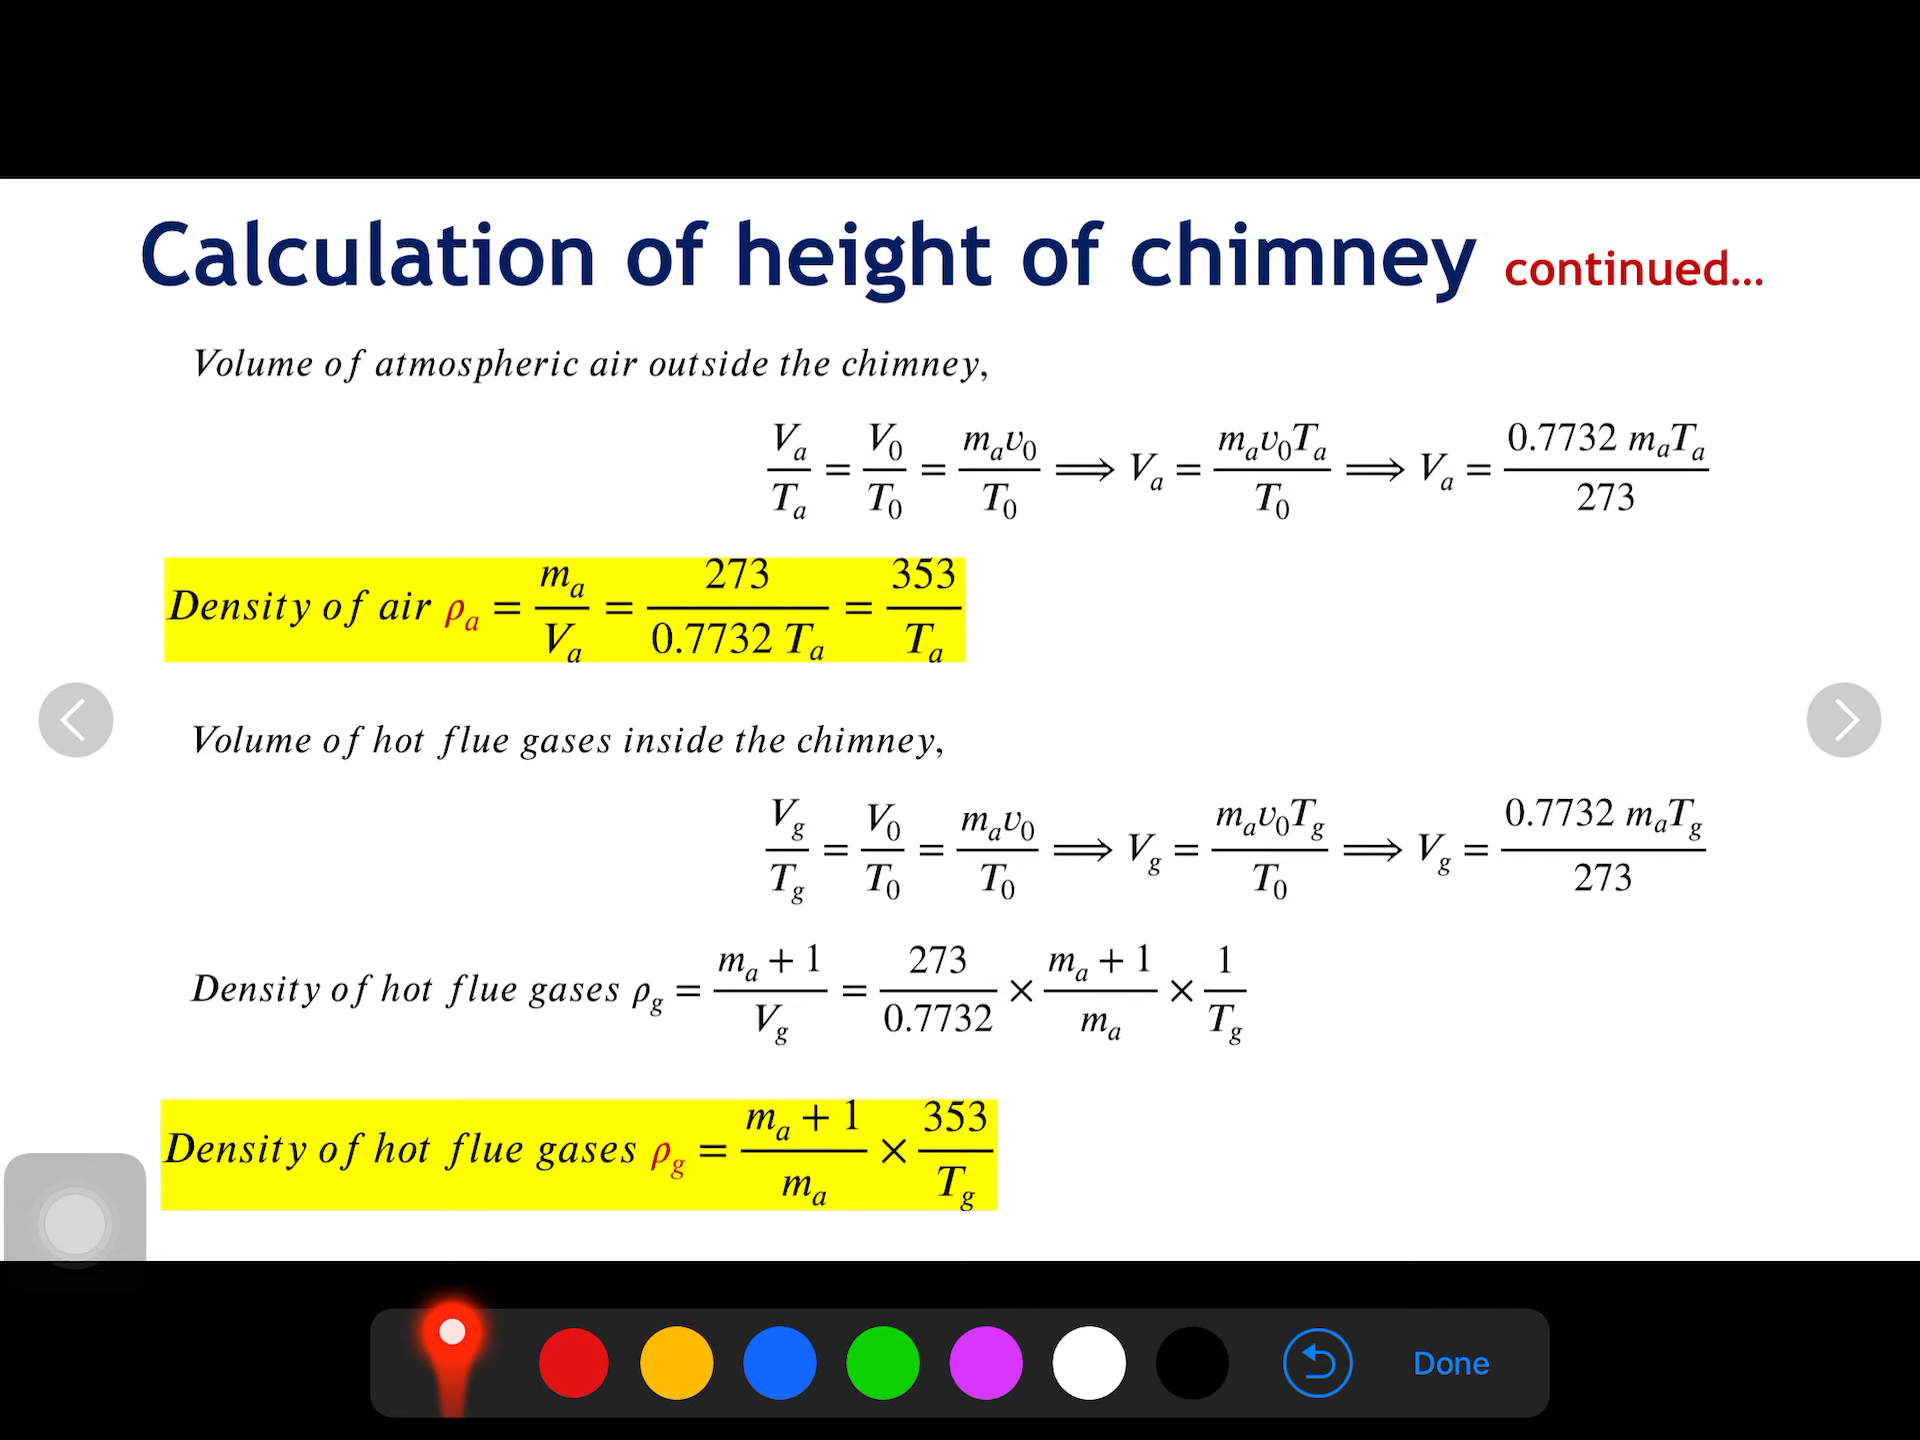 Calculation of height of chimney continued...
Volume of atmospheric air outside the chimney,
V_a/T_a = V_0/T_0 = m_a v_0/T_0 ⟹ V_a = m_a v_0 T_a/T_0 ⟹ V_a = 0.7732 m_a T_a/273
Density of air ρ_a = m_a/V_a = 273/0.7732 T_a = 353/T_a
Volume of hot flue gases inside the chimney,
V_g/T_g = V_0/T_0 = m_a v_0/T_0 ⟹ V_g = m_a v_0 T_g/T_0 ⟹ V_g = 0.7732 m_a T_g/273
Density of hot flue gases ρ_g = m_a + 1/V_g = 273/0.7732 × m_a + 1/m_a × 1/T_g
Density of hot flue gases ρ_g = m_a + 1/m_a × 353/T_g
Done